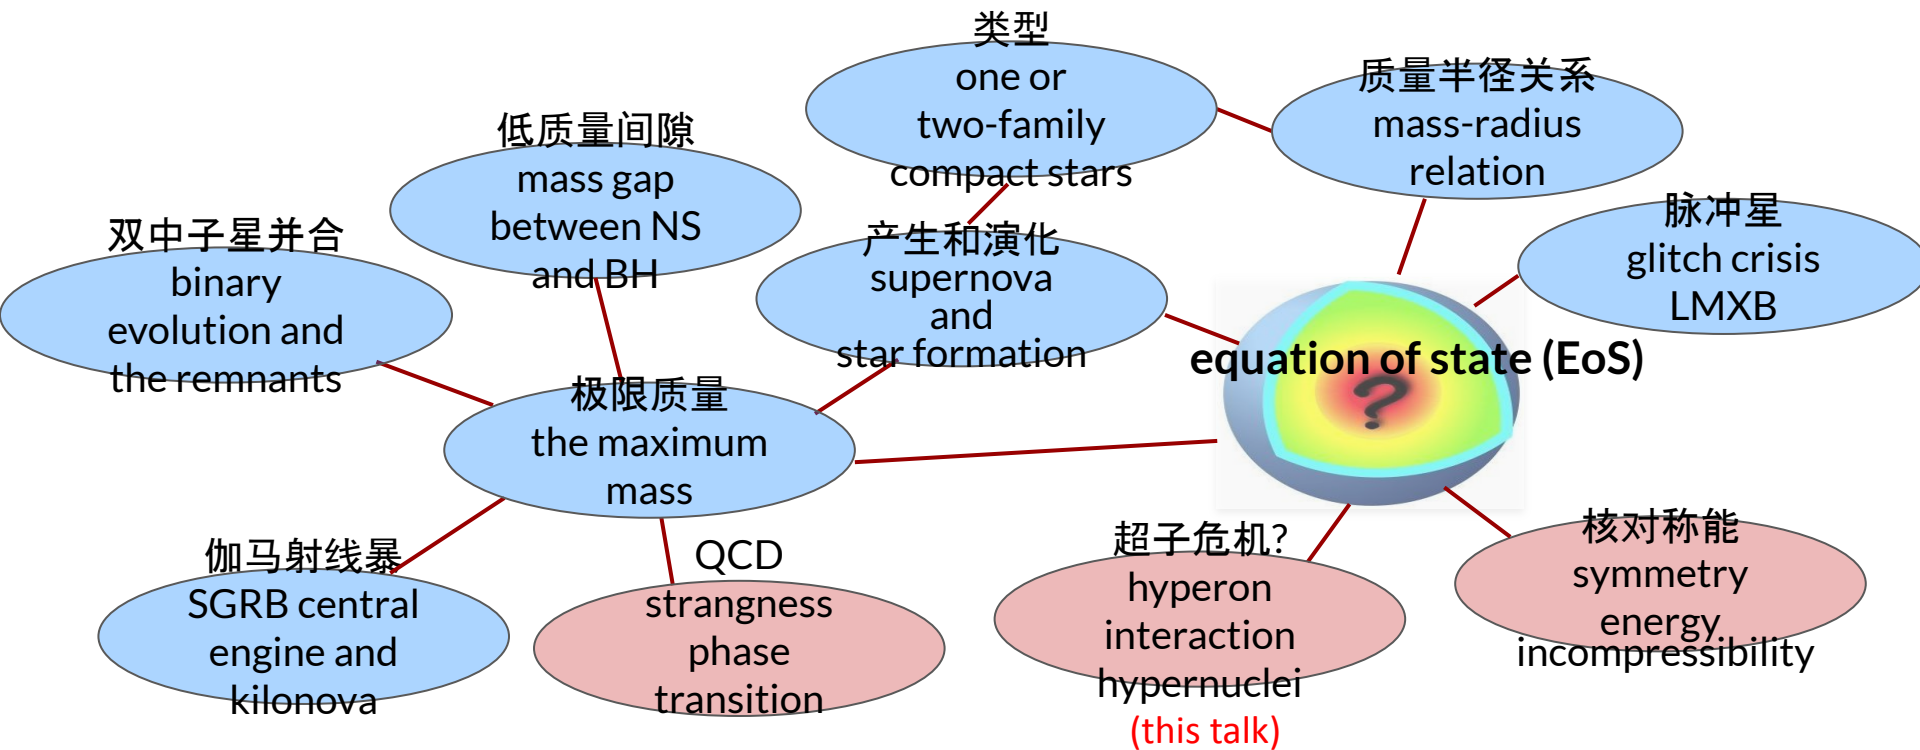 类型
one or
two-family
compact stars
质量半径关系
mass-radius
relation
低质量间隙
mass gap
between NS
and BH
脉冲星
glitch crisis
LMXB
双中子星并合
binary
evolution and
the remnants
产生和演化
supernova
and
star formation
equation of state (EoS)
?
极限质量
the maximum
mass
伽马射线暴
SGRB central
engine and
kilonova
QCD
strangness
phase
transition
超子危机?
hyperon
interaction
hypernuclei
(this talk)
核对称能
symmetry
energy
incompressibility